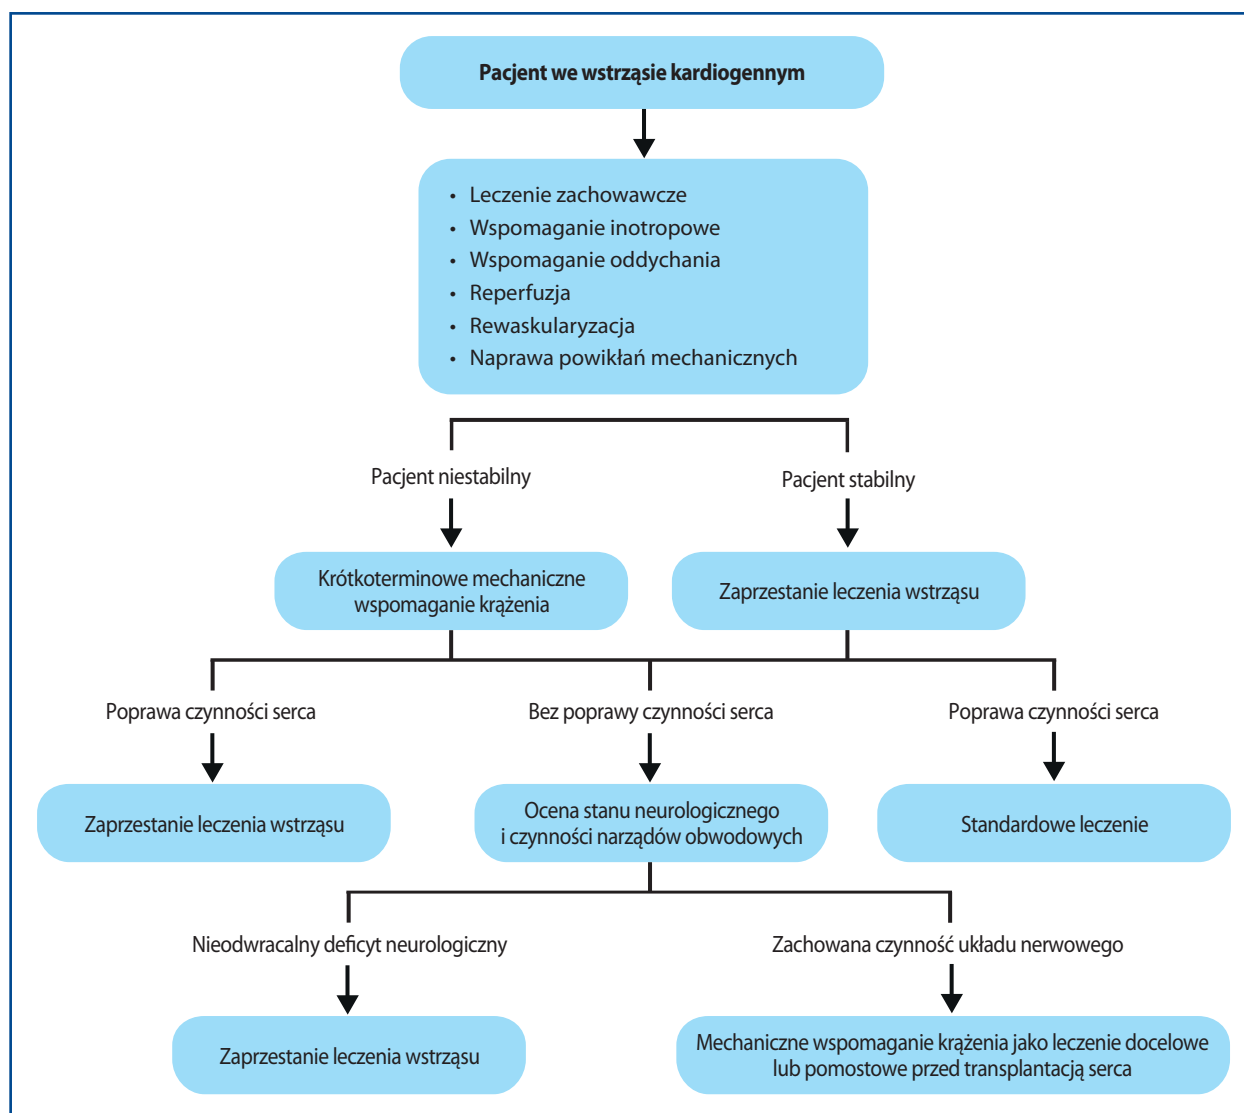 Pacjent we wstrząsie kardiogennym
• Leczenie zachowawcze
• Wspomaganie inotropowe
• Wspomaganie oddychania
• Reperfuzja
• Rewaskularyzacja
• Naprawa powikłań mechanicznych
Pacjent niestabilny
Pacjent stabilny
Krótkoterminowe mechaniczne
wspomaganie krążenia
Zaprzestanie leczenia wstrząsu
Poprawa czynności serca
Bez poprawy czynności serca
Poprawa czynności serca
Zaprzestanie leczenia wstrząsu
Ocena stanu neurologicznego
i czynności narządów obwodowych
Standardowe leczenie
Nieodwracalny deficyt neurologiczny
Zachowana czynność układu nerwowego
Zaprzestanie leczenia wstrząsu
Mechaniczne wspomaganie krążenia jako leczenie docelowe
lub pomostowe przed transplantacją serca